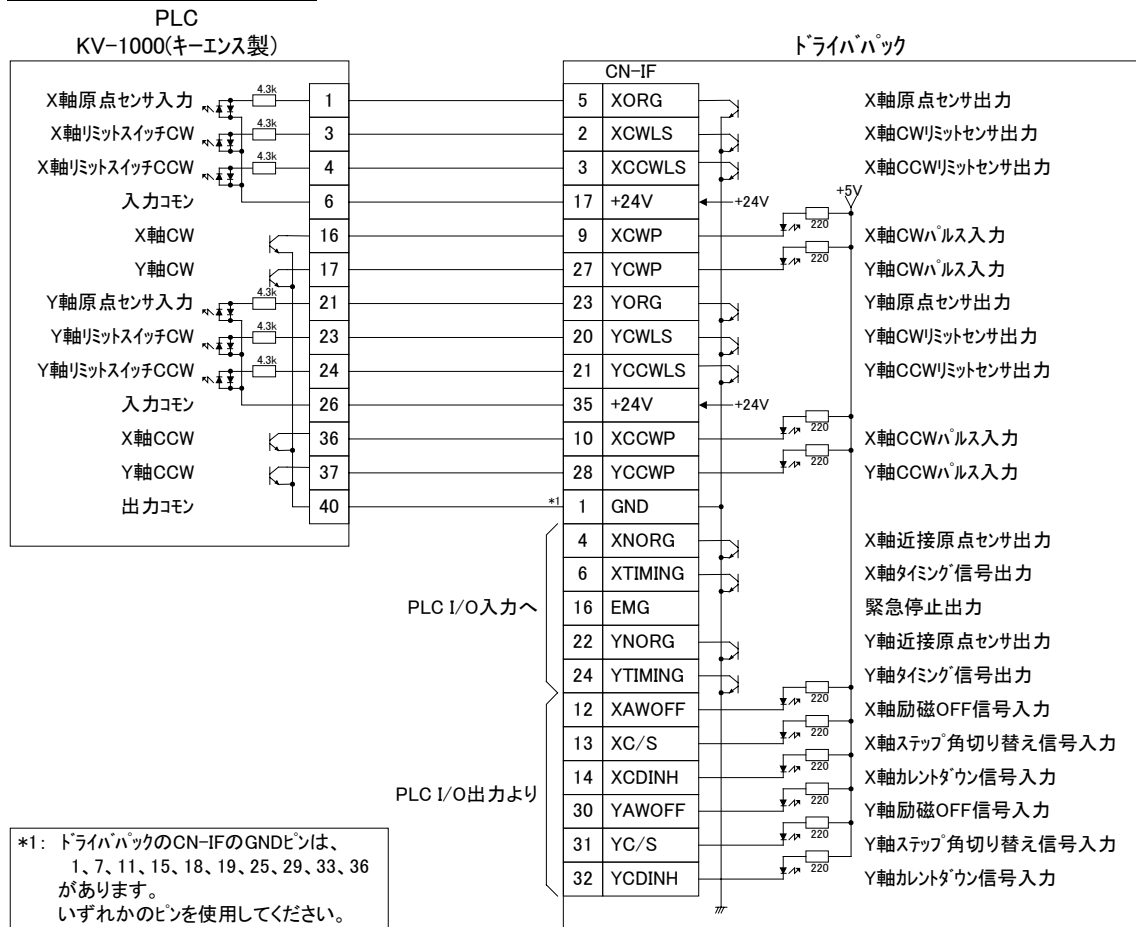 PLC
KV-1000(キーエンス製)
ﾄﾞﾗｲﾊﾞﾊﾟｯｸ
CN-IF
X軸原点センサ入力 4.3k 1 5 XORG X軸原点センサ出力
X軸リミットスイッチCW 4.3k 3 2 XCWLS X軸CWリミットセンサ出力
X軸リミットスイッチCCW 4.3k 4 3 XCCWLS X軸CCWリミットセンサ出力
入力コモン 6 17 +24V +24V +5V
X軸CW 16 9 XCWP 220 X軸CWパルス入力
Y軸CW 17 27 YCWP 220 Y軸CWパルス入力
Y軸原点センサ入力 4.3k 21 23 YORG Y軸原点センサ出力
Y軸リミットスイッチCW 4.3k 23 20 YCWLS Y軸CWリミットセンサ出力
Y軸リミットスイッチCCW 4.3k 24 21 YCCWLS Y軸CCWリミットセンサ出力
入力コモン 26 35 +24V +24V
X軸CCW 36 10 XCCWP 220 X軸CCWパルス入力
Y軸CCW 37 28 YCCWP 220 Y軸CCWパルス入力
出力コモン 40 *1 1 GND
4 XNORG X軸近接原点センサ出力
6 XTIMING X軸タイミング信号出力
PLC I/O入力へ 16 EMG 緊急停止出力
22 YNORG Y軸近接原点センサ出力
24 YTIMING Y軸タイミング信号出力
12 XAWOFF 220 X軸励磁OFF信号入力
13 XC/S 220 X軸ステップ角切り替え信号入力
14 XCDINH 220 X軸カレントダウン信号入力
PLC I/O出力より
30 YAWOFF 220 Y軸励磁OFF信号入力
31 YC/S 220 Y軸ステップ角切り替え信号入力
32 YCDINH 220 Y軸カレントダウン信号入力
*1: ﾄﾞﾗｲﾊﾞﾊﾟｯｸのCN-IFのGNDピンは、
1、7、11、15、18、19、25、29、33、36
があります。
いずれかのピンを使用してください。